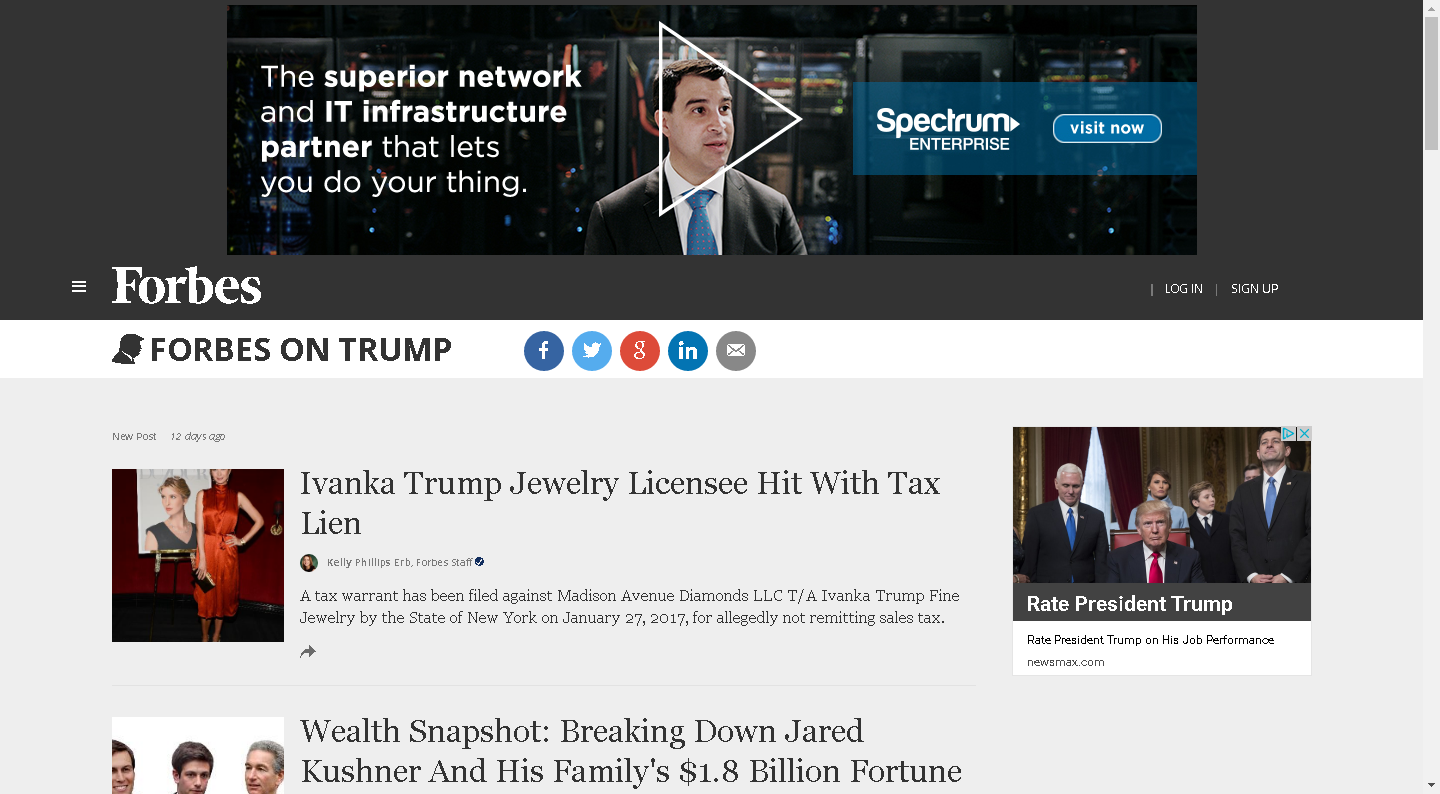 The superior network
and IT infrastructure
partner that lets
you do your thing.
Spectrum
ENTERPRISE
visit now
Forbes
| LOG IN | SIGN UP
FORBES ON TRUMP
New Post 12 days ago
Ivanka Trump Jewelry Licensee Hit With Tax
Lien
Kelly Phillips Erb, Forbes Staff
A tax warrant has been filed against Madison Avenue Diamonds LLC T/A Ivanka Trump Fine
Jewelry by the State of New York on January 27, 2017, for allegedly not remitting sales tax.
Rate President Trump
Rate President Trump on His Job Performance
newsmax.com
Wealth Snapshot: Breaking Down Jared
Kushner And His Family's $1.8 Billion Fortune